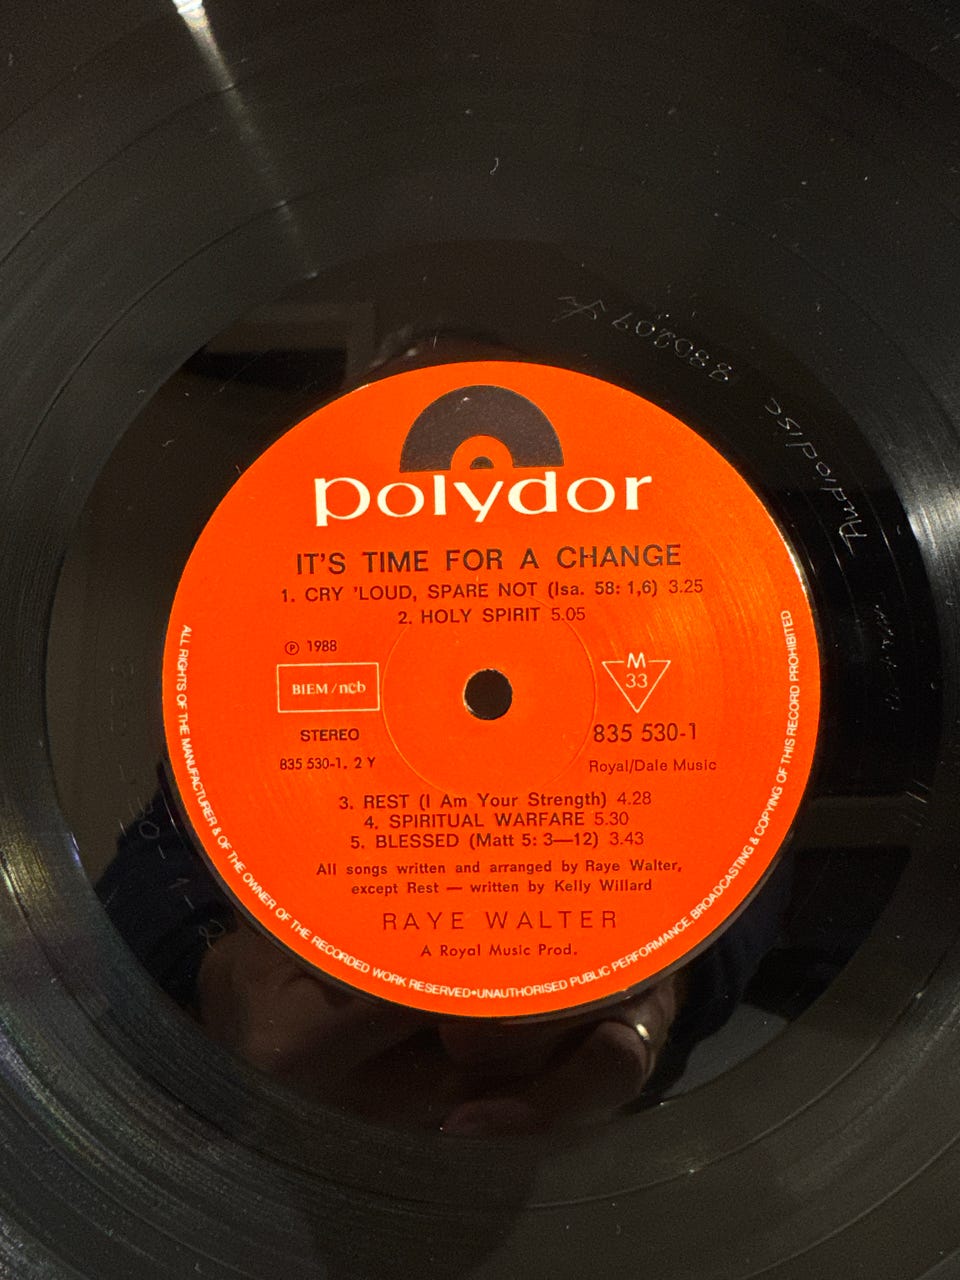 polydor
IT'S TIME FOR A CHANGE
1. CRY 'LOUD, SPARE NOT (Isa. 58: 1,6) 3.25
2. HOLY SPIRIT 5.05
℗ 1988
BIEM/ncb
M
33
STEREO
835 530-1
835 530-1. 2 Y
Royal/Dale Music
3. REST (I Am Your Strength) 4.28
4. SPIRITUAL WARFARE 5.30
5. BLESSED (Matt 5: 3—12) 3.43
All songs written and arranged by Raye Walter,
except Rest — written by Kelly Willard
RAYE WALTER
A Royal Music Prod.
ALL RIGHTS OF THE MANUFACTURER & OF THE OWNER OF THE RECORDED WORK RESERVED•UNAUTHORISED PUBLIC PERFORMANCE, BROADCASTING & COPYING OF THIS RECORD PROHIBITED
Audiodisc